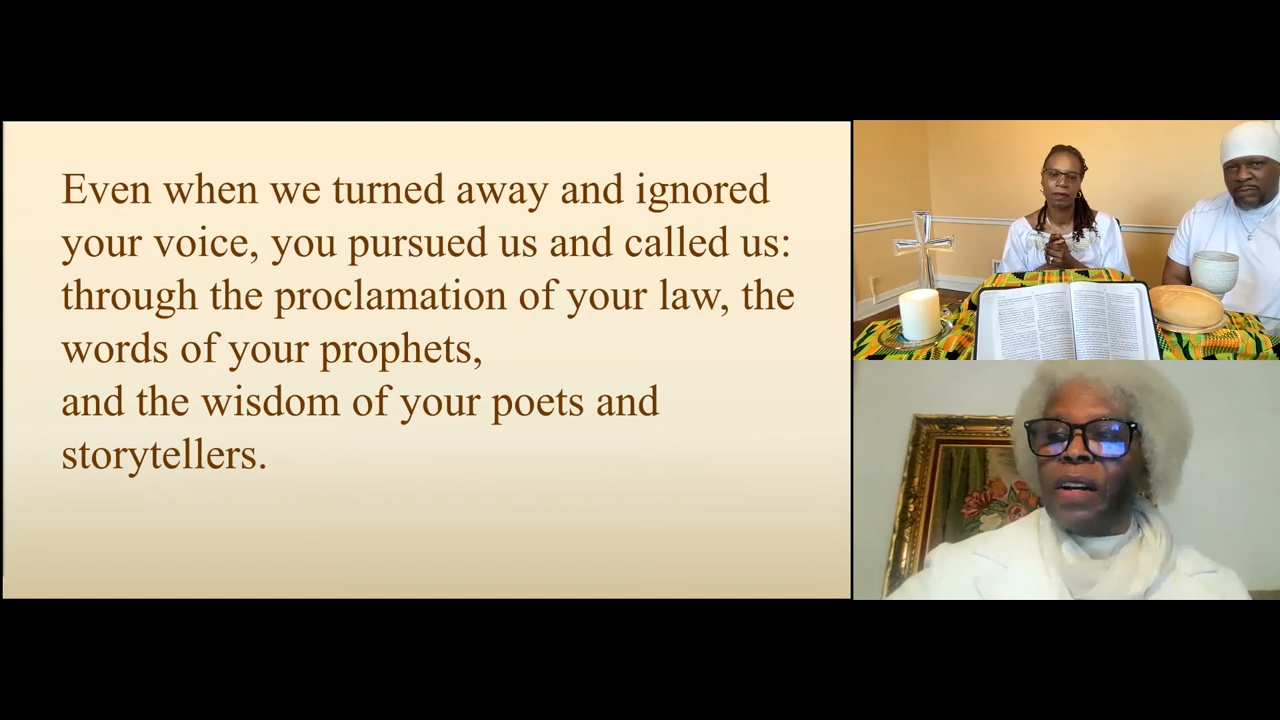 Even when we turned away and ignored
your voice, you pursued us and called us:
through the proclamation of your law, the
words of your prophets,
and the wisdom of your poets and
storytellers.